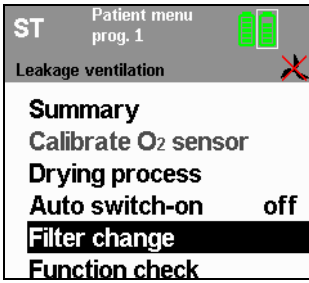 ST Patient menu
prog. 1
Leakage ventilation
Summary
Calibrate O₂ sensor
Drying process
Auto switch-on off
Filter change
Function check